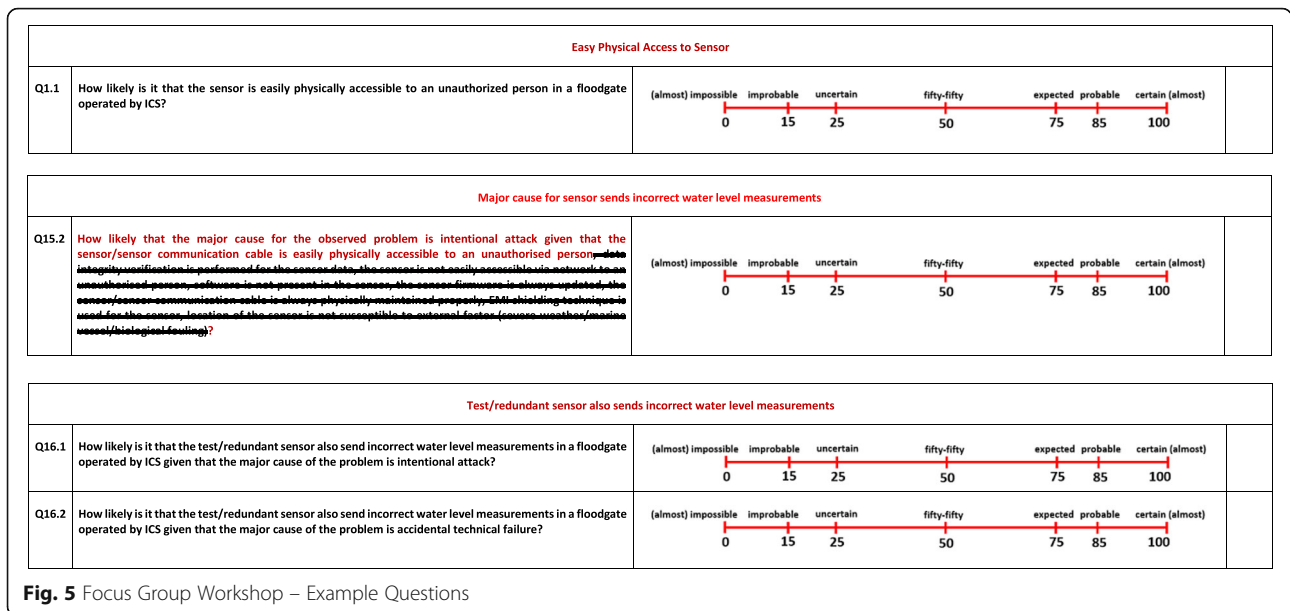 Easy Physical Access to Sensor
Q1.1 How likely is it that the sensor is easily physically accessible to an unauthorized person in a floodgate
operated by ICS?
(almost) impossible improbable uncertain fifty-fifty expected probable certain (almost)
0 15 25 50 75 85 100
Major cause for sensor sends incorrect water level measurements
Q15.2 How likely that the major cause for the observed problem is intentional attack given that the
sensor/sensor communication cable is easily physically accessible to an unauthorised person, data
integrity verification is performed for the sensor data, the sensor is not easily accessible via network to an
unauthorised person, software is not present in the sensor, the sensor firmware is always updated, the
sensor/sensor communication cable is always physically maintained properly, EMI shielding technique is
used for the sensor, location of the sensor is not susceptible to external factor (severe weather/marine
vessel/biological fouling)?
(almost) impossible improbable uncertain fifty-fifty expected probable certain (almost)
0 15 25 50 75 85 100
Test/redundant sensor also sends incorrect water level measurements
Q16.1 How likely is it that the test/redundant sensor also send incorrect water level measurements in a floodgate
operated by ICS given that the major cause of the problem is intentional attack?
(almost) impossible improbable uncertain fifty-fifty expected probable certain (almost)
0 15 25 50 75 85 100
Q16.2 How likely is it that the test/redundant sensor also send incorrect water level measurements in a floodgate
operated by ICS given that the major cause of the problem is accidental technical failure?
(almost) impossible improbable uncertain fifty-fifty expected probable certain (almost)
0 15 25 50 75 85 100
Fig. 5 Focus Group Workshop – Example Questions